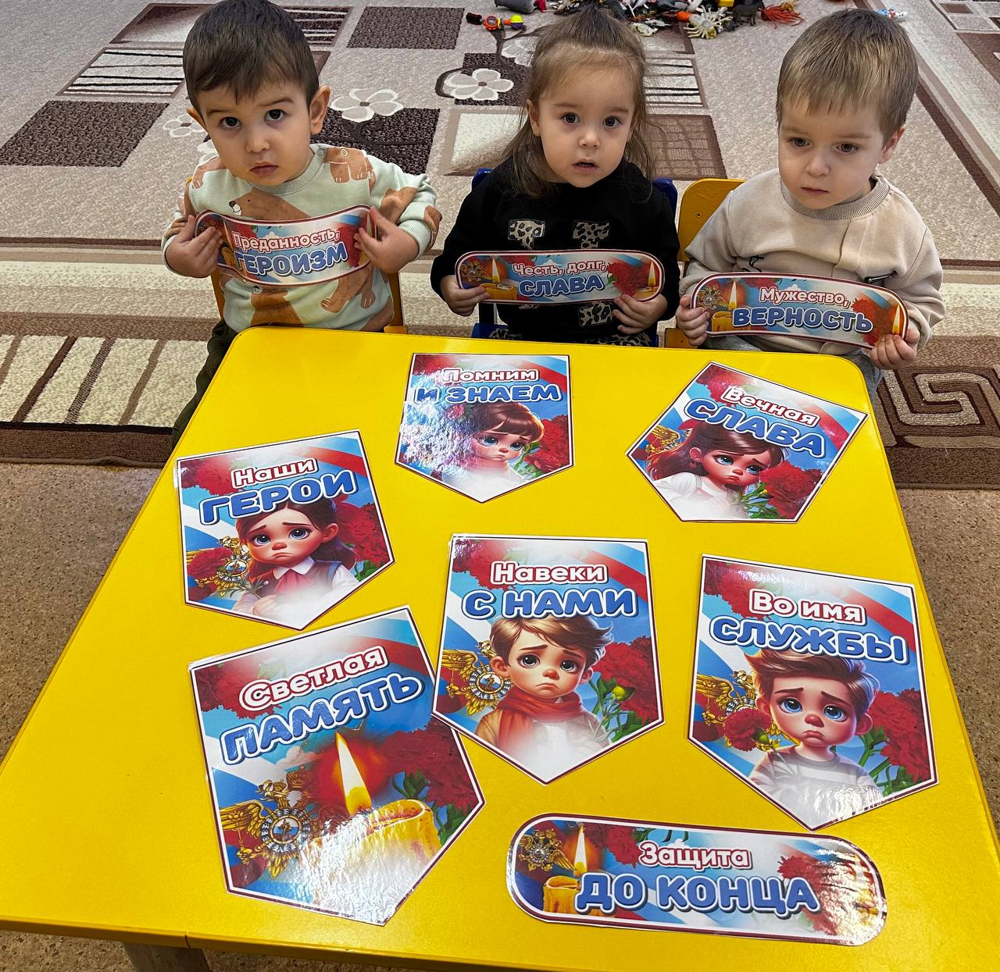 Преданность,
ГЕРОИЗМ
Честь, долг,
СЛАВА
Мужество,
ВЕРНОСТЬ
Помним
И ЗНАЕМ
Вечная
СЛАВА
Наши
ГЕРОИ
Навеки
С НАМИ
Во имя
СЛУЖБЫ
Светлая
ПАМЯТЬ
Защита
ДО КОНЦА